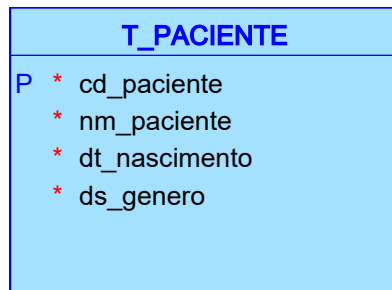 T_PACIENTE
P * cd_paciente
* nm_paciente
* dt_nascimento
* ds_genero